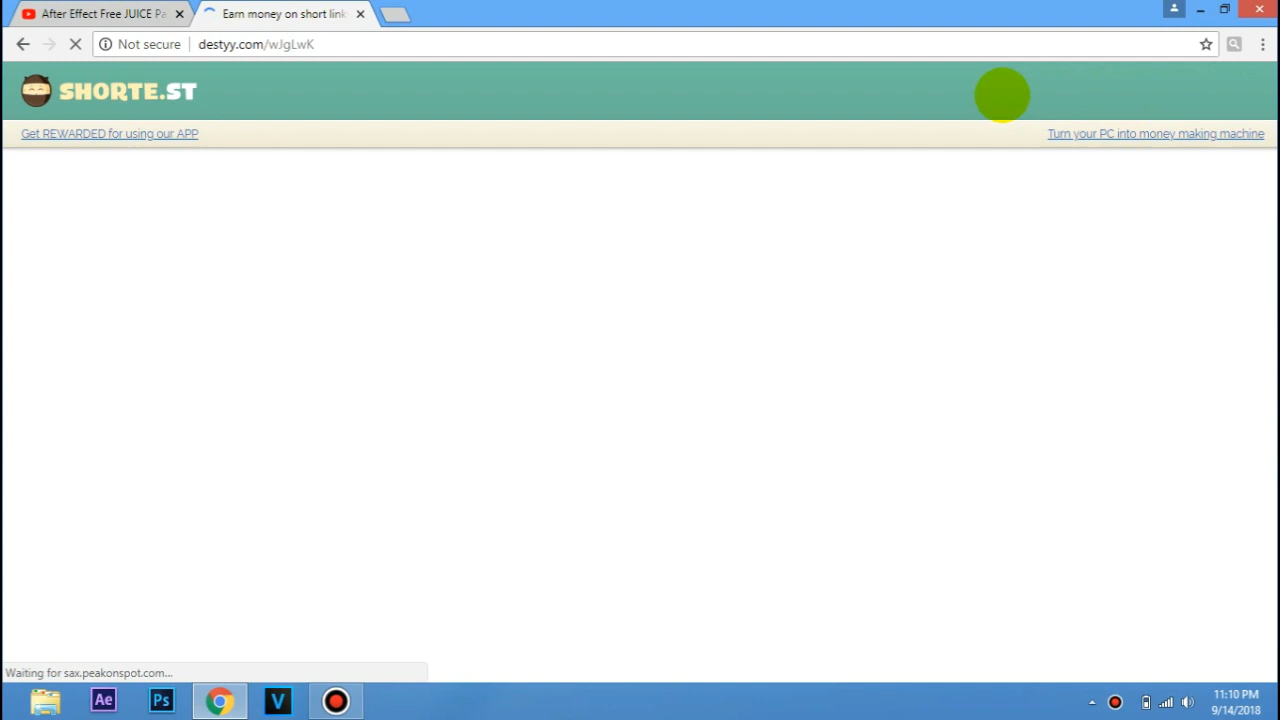 After Effect Free JUICE Pa
Earn money on short link
Not secure
destyy.com/wJgLwK
SHORTE.ST
Get REWARDED for using our APP
Turn your PC into money making machine
Waiting for sax.peakonspot.com...
Ae
Ps
V
11:10 PM
9/14/2018